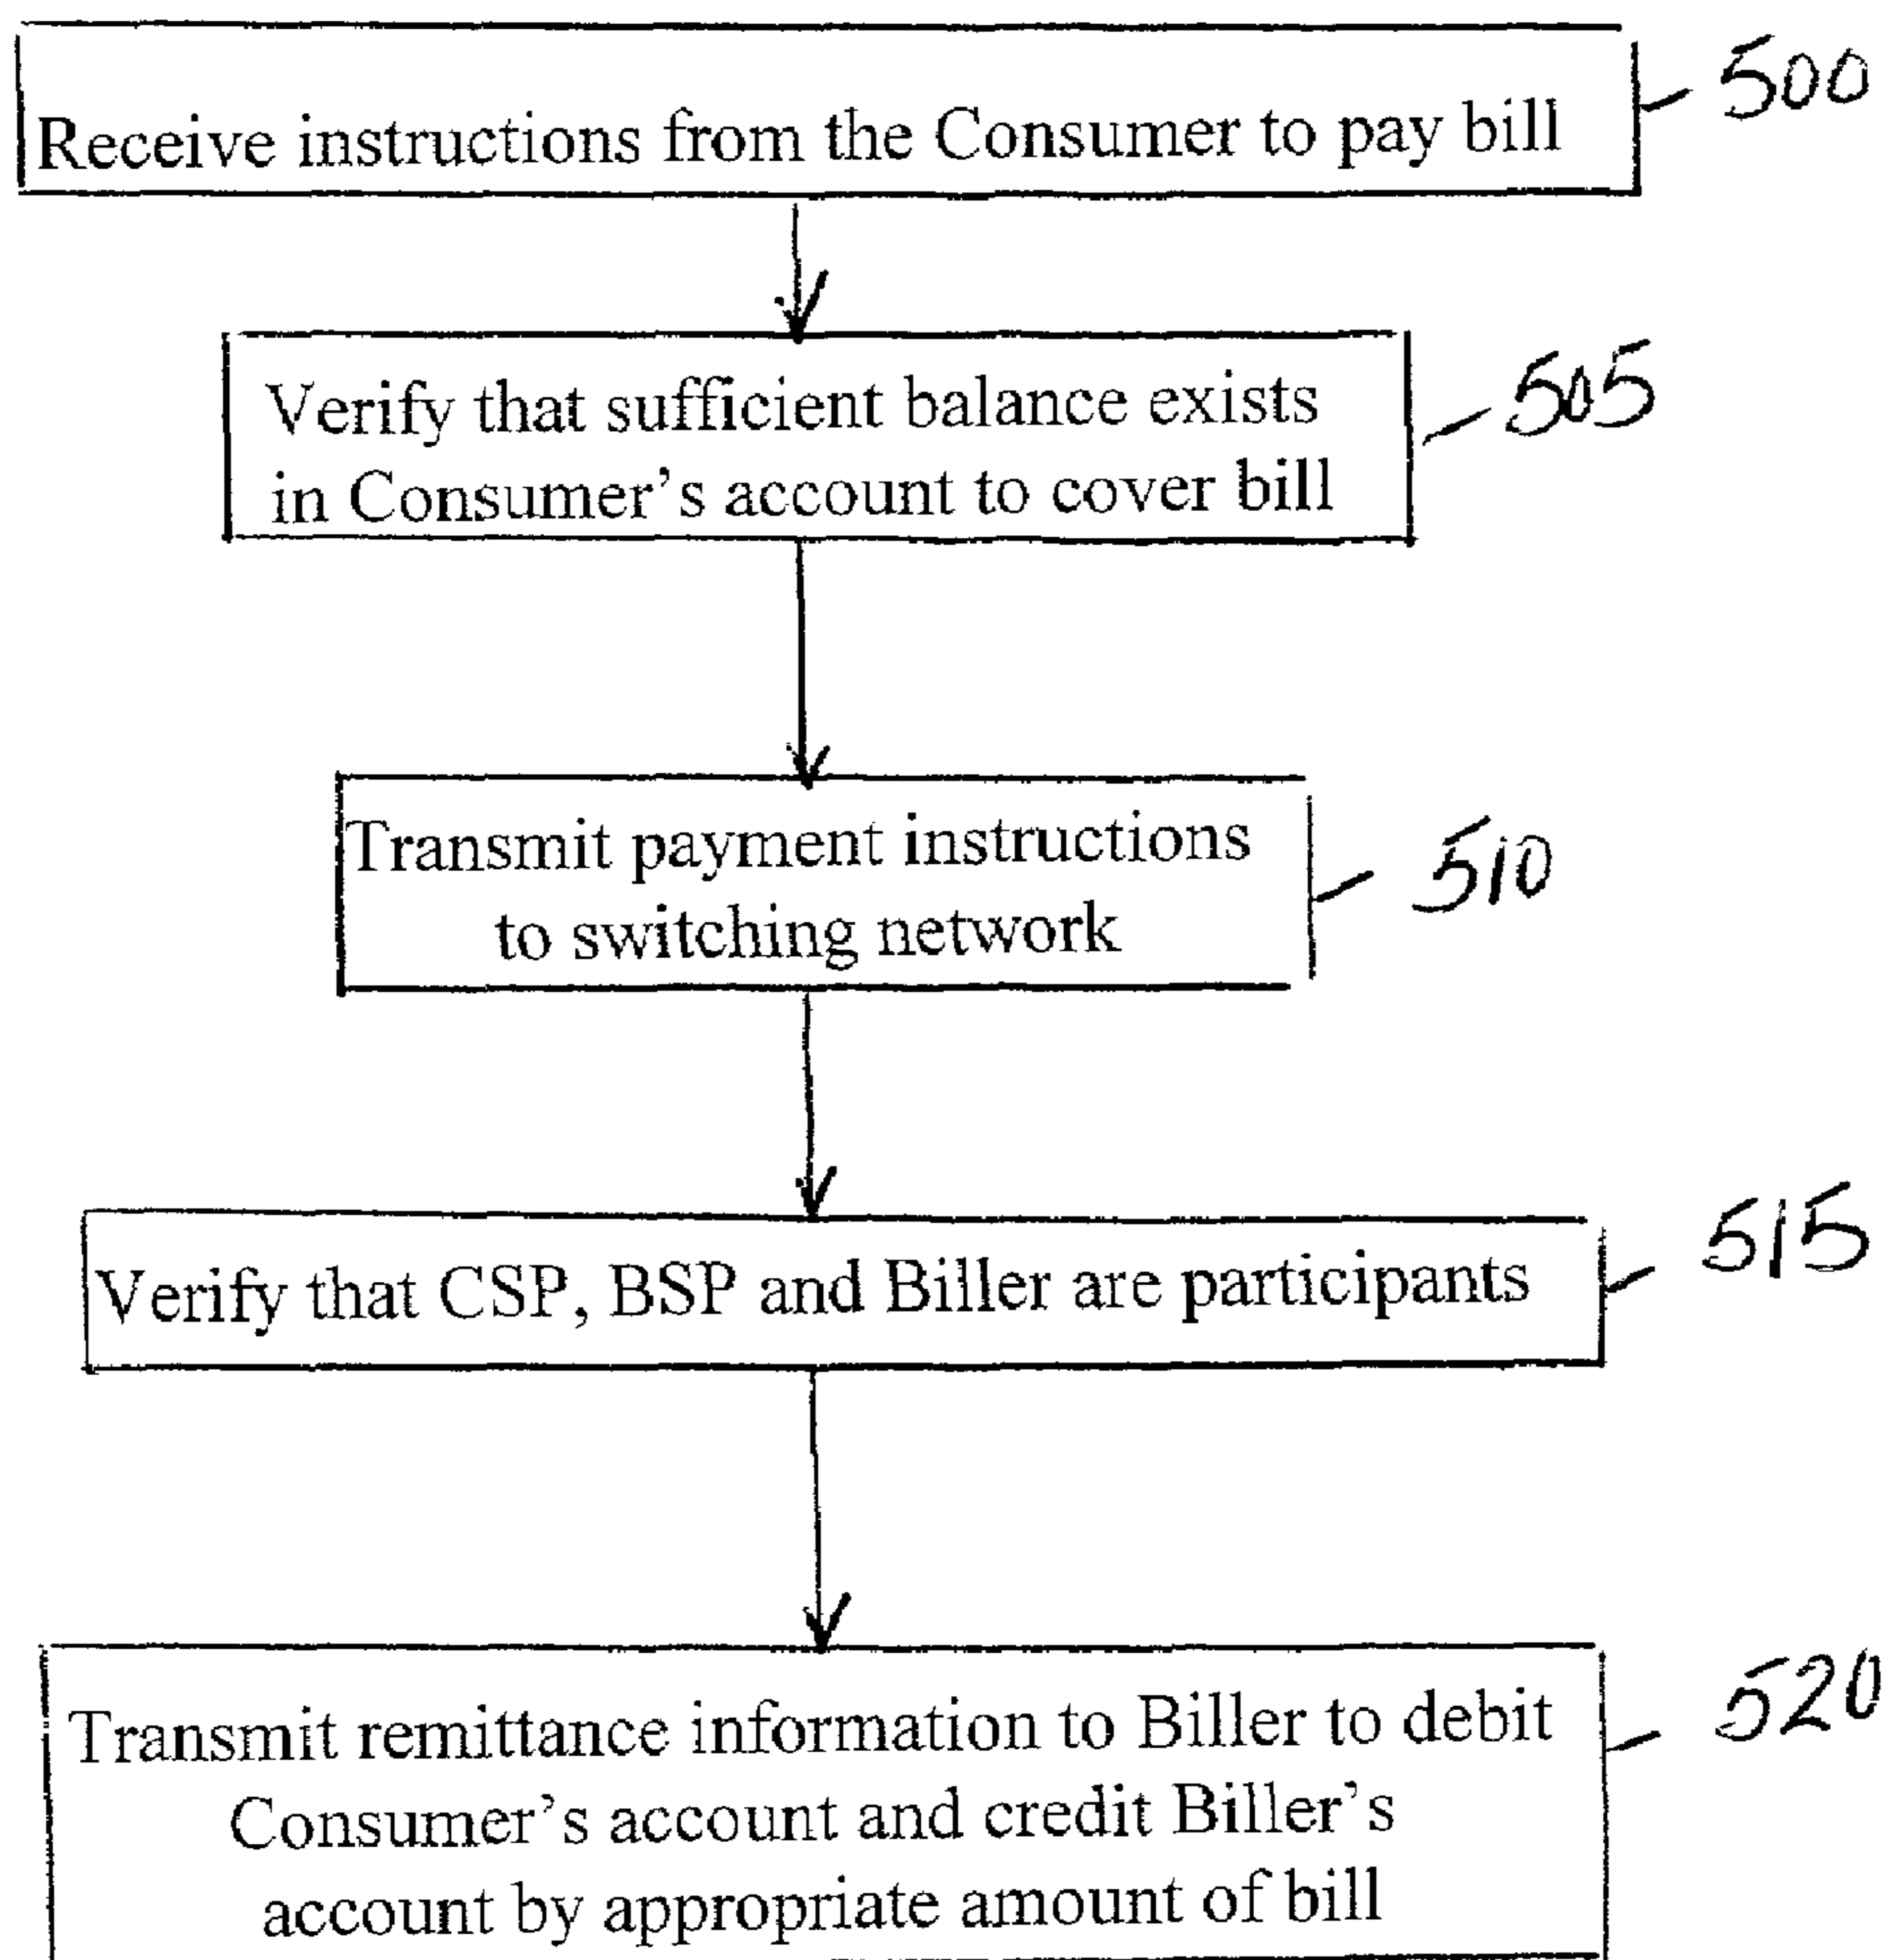 Receive instructions from the Consumer to pay bill
500
Verify that sufficient balance exists
in Consumer's account to cover bill
505
Transmit payment instructions
to switching network
510
Verify that CSP, BSP and Biller are participants
515
Transmit remittance information to Biller to debit
Consumer's account and credit Biller's
account by appropriate amount of bill
520